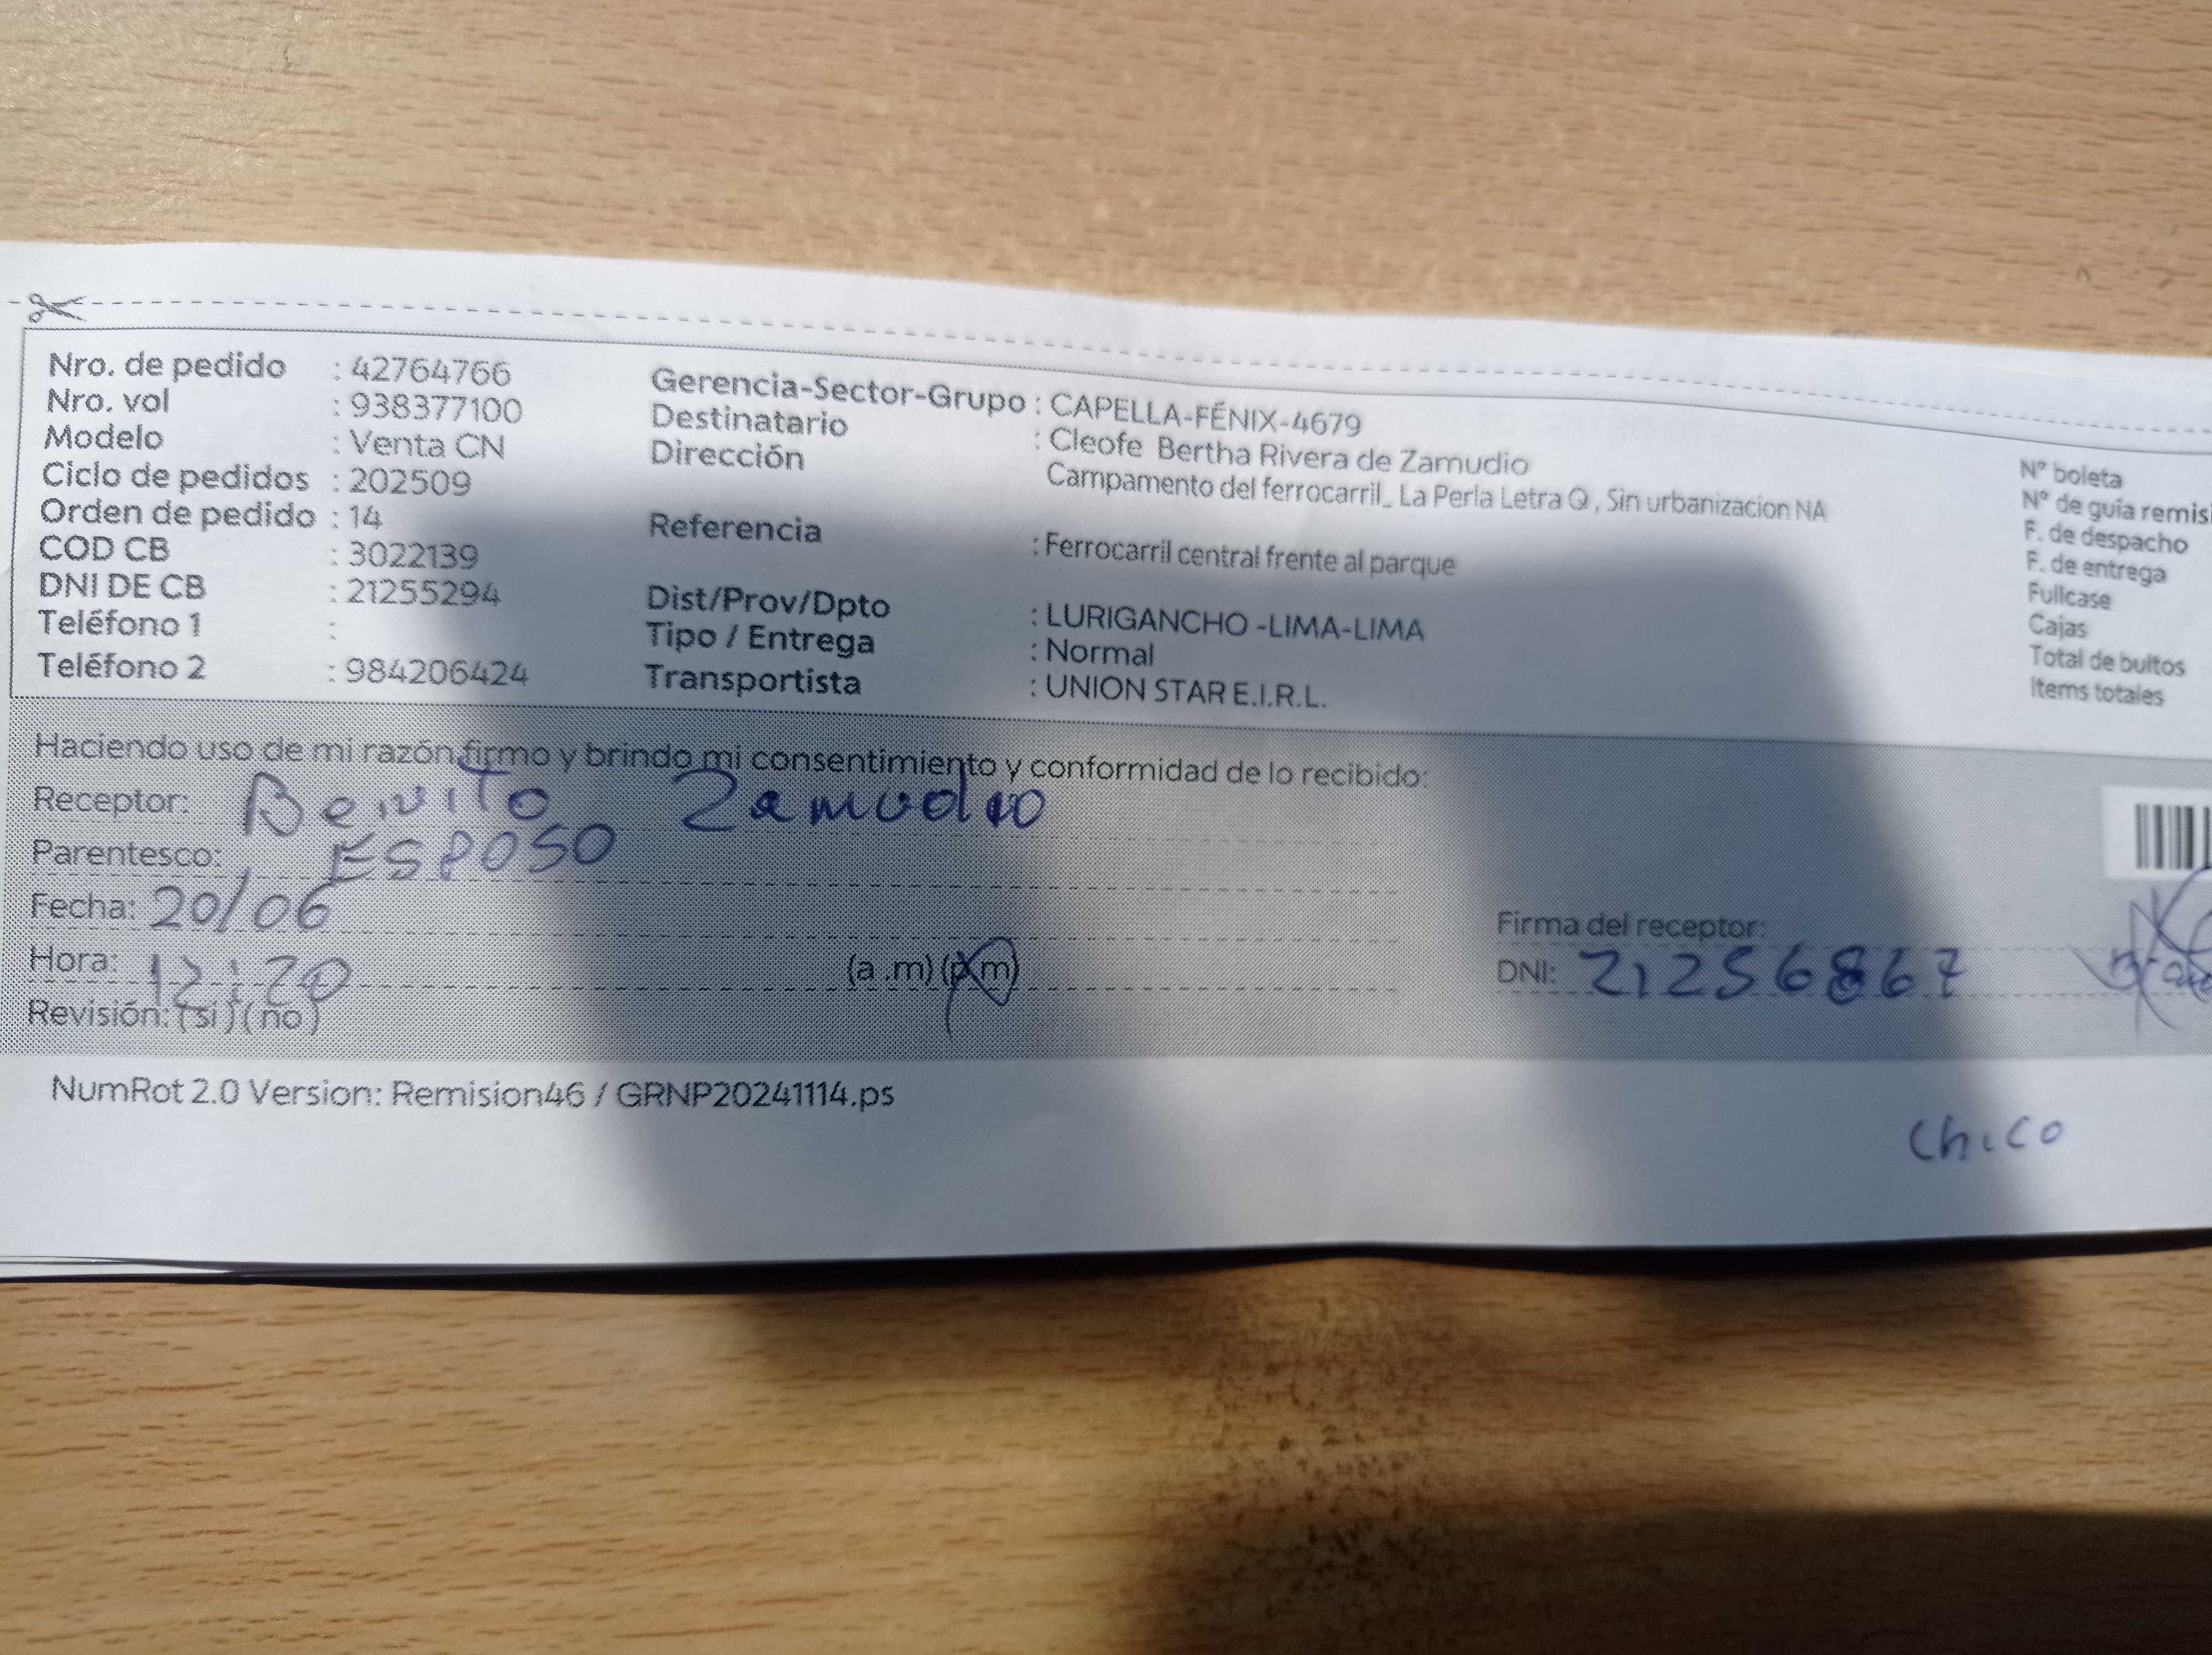 Nro. de pedido : 42764766
Nro. vol : 938377100
Modelo : Venta CN
Ciclo de pedidos : 202509
Orden de pedido : 14
COD CB : 3022139
DNI DE CB : 21255294
Teléfono 1 :
Teléfono 2 : 984206424
Gerencia-Sector-Grupo : CAPELLA-FÉNIX-4679
Destinatario : Cleofe Bertha Rivera de Zamudio
Dirección Campamento del ferrocarril_ La Perla Letra Q , Sin urbanizacion NA
Referencia : Ferrocarril central frente al parque
Dist/Prov/Dpto : LURIGANCHO -LIMA-LIMA
Tipo / Entrega : Normal
Transportista : UNION STAR E.I.R.L.
N° boleta
N° de guía remisi
F. de despacho
F. de entrega
Fullcase
Cajas
Total de bultos
Items totales
Haciendo uso de mi razón firmo y brindo mi consentimiento y conformidad de lo recibido:
Receptor: Benito Zamudio
Parentesco: ESPOSO
Fecha: 20/06
Hora: 12:20 (a .m) (p.m)
Revisión: (si) (no)
Firma del receptor:
DNI: 21256867
NumRot 2.0 Version: Remision46 / GRNP20241114.ps
Chico